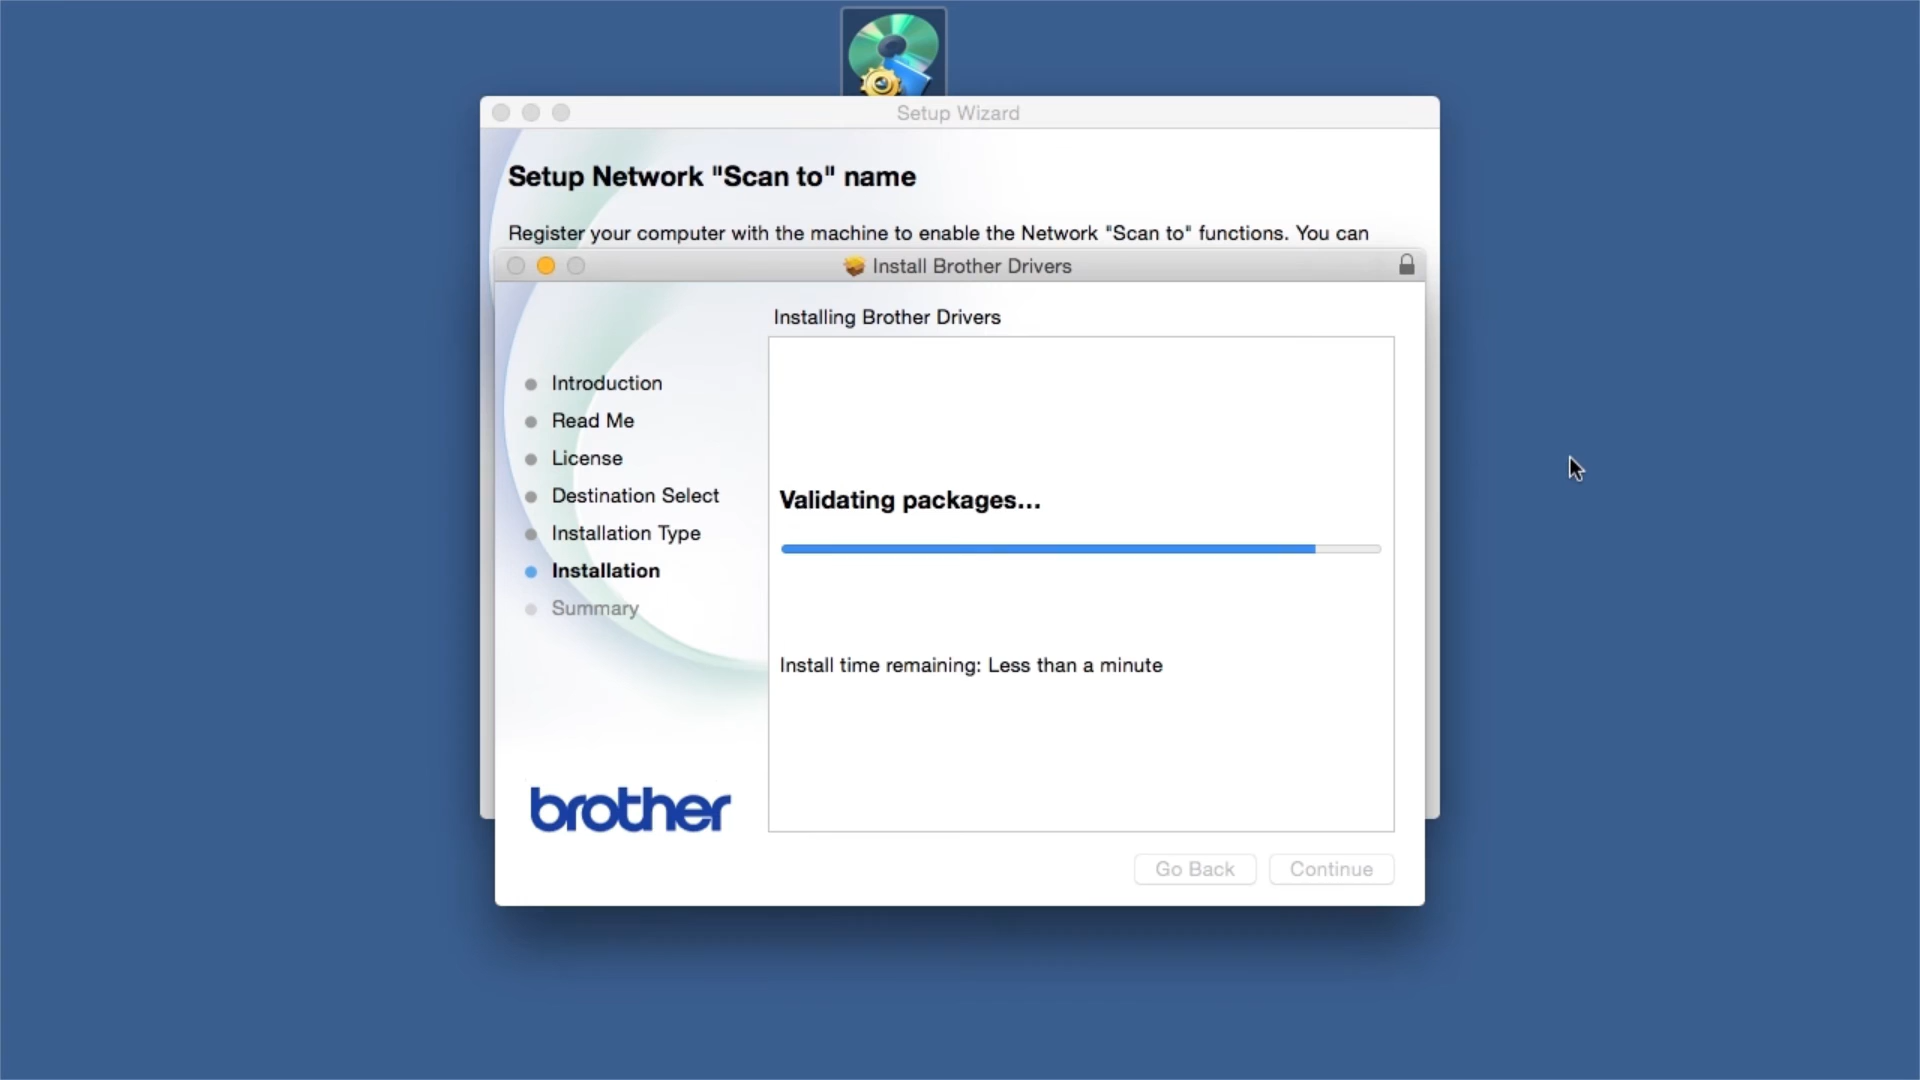 Setup Wizard
Setup Network "Scan to" name
Register your computer with the machine to enable the Network "Scan to" functions. You can
Install Brother Drivers
Installing Brother Drivers
Introduction
Read Me
License
Destination Select
Installation Type
Installation
Summary
Validating packages...
Install time remaining: Less than a minute
brother
Go Back
Continue